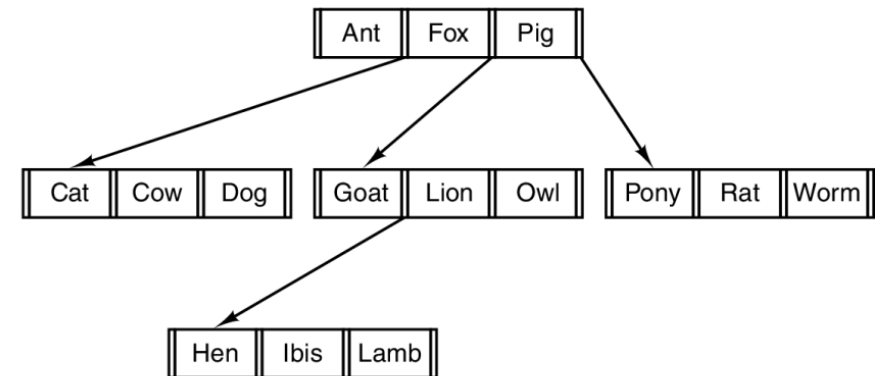 Ant Fox Pig
Cat Cow Dog Goat Lion Owl Pony Rat Worm
Hen Ibis Lamb